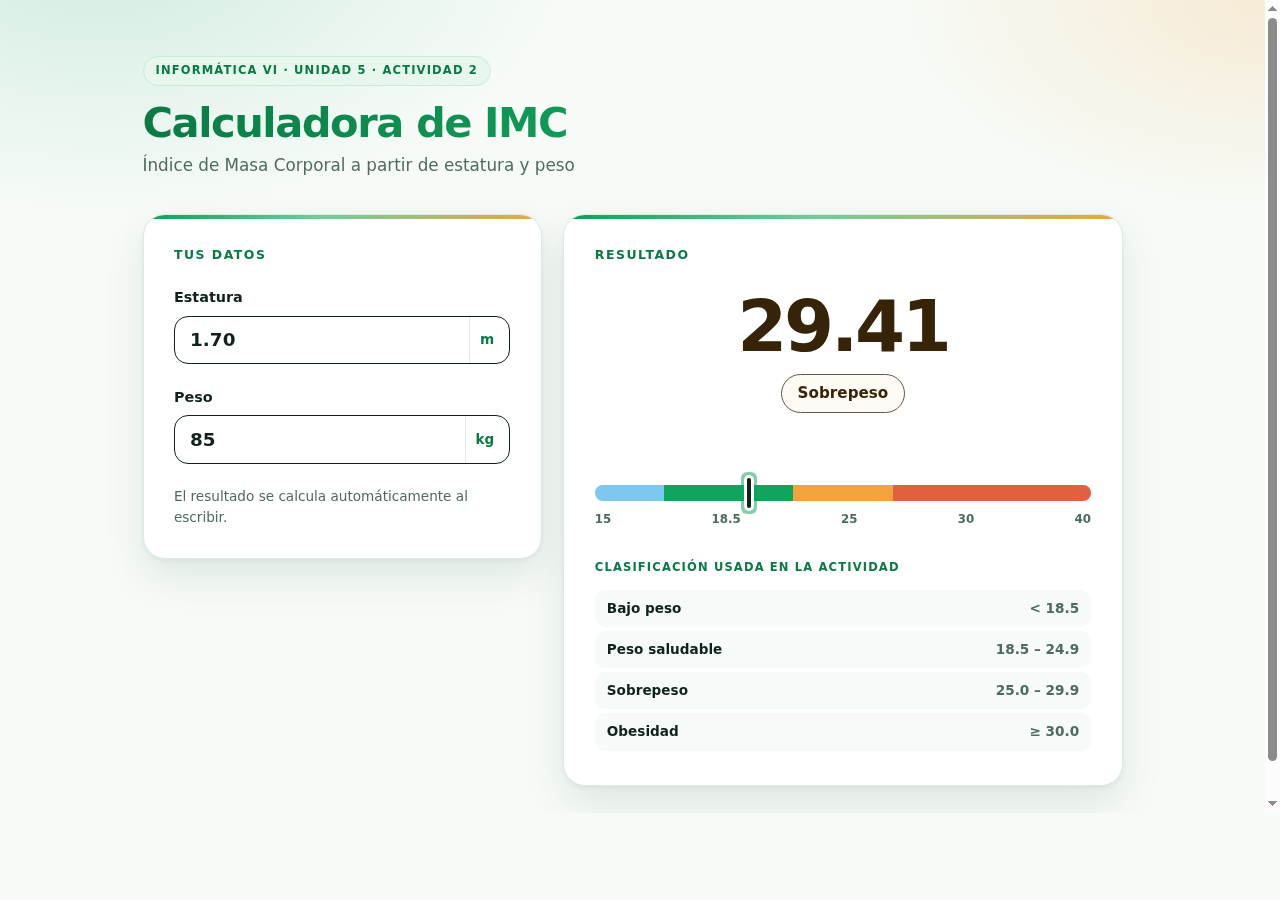 INFORMÁTICA VI · UNIDAD 5 · ACTIVIDAD 2
Calculadora de IMC
Índice de Masa Corporal a partir de estatura y peso
TUS DATOS
Estatura
1.70 m
Peso
85 kg
El resultado se calcula automáticamente al
escribir.
RESULTADO
29.41
Sobrepeso
15 18.5 25 30 40
CLASIFICACIÓN USADA EN LA ACTIVIDAD
Bajo peso < 18.5
Peso saludable 18.5 – 24.9
Sobrepeso 25.0 – 29.9
Obesidad ≥ 30.0